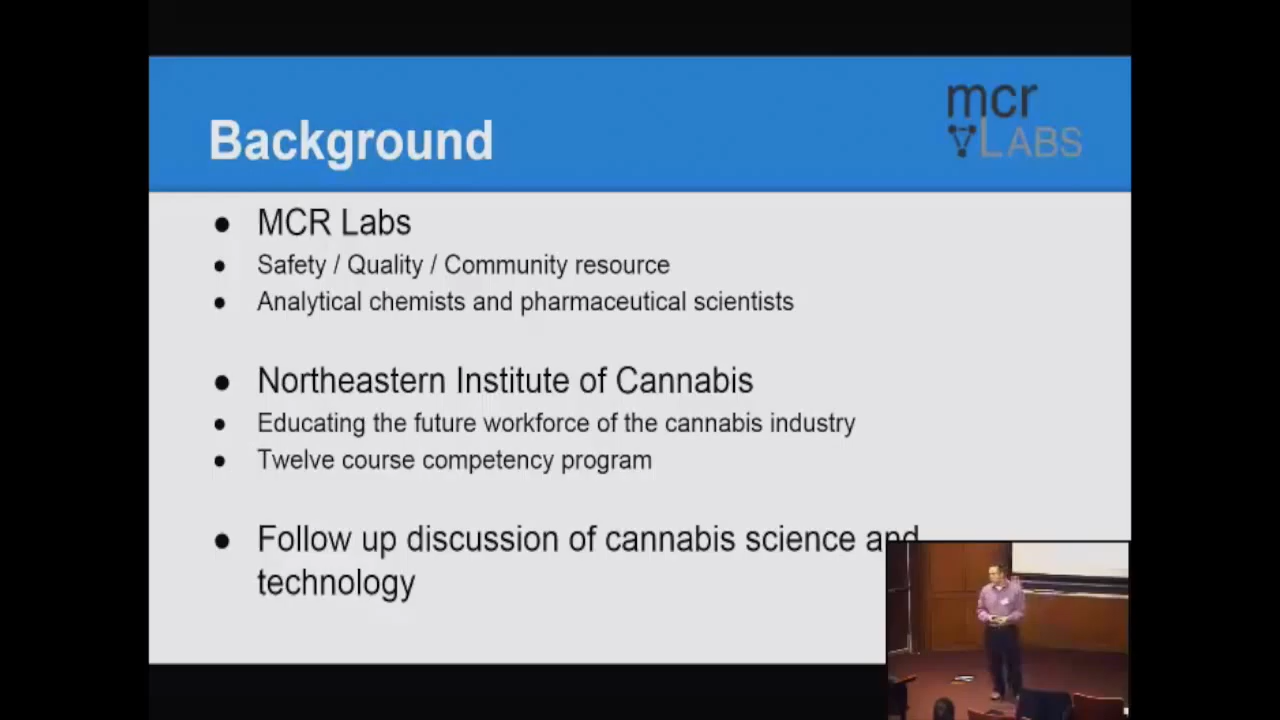 mcr
LABS
Background
● MCR Labs
● Safety / Quality / Community resource
● Analytical chemists and pharmaceutical scientists
● Northeastern Institute of Cannabis
● Educating the future workforce of the cannabis industry
● Twelve course competency program
● Follow up discussion of cannabis science and
technology